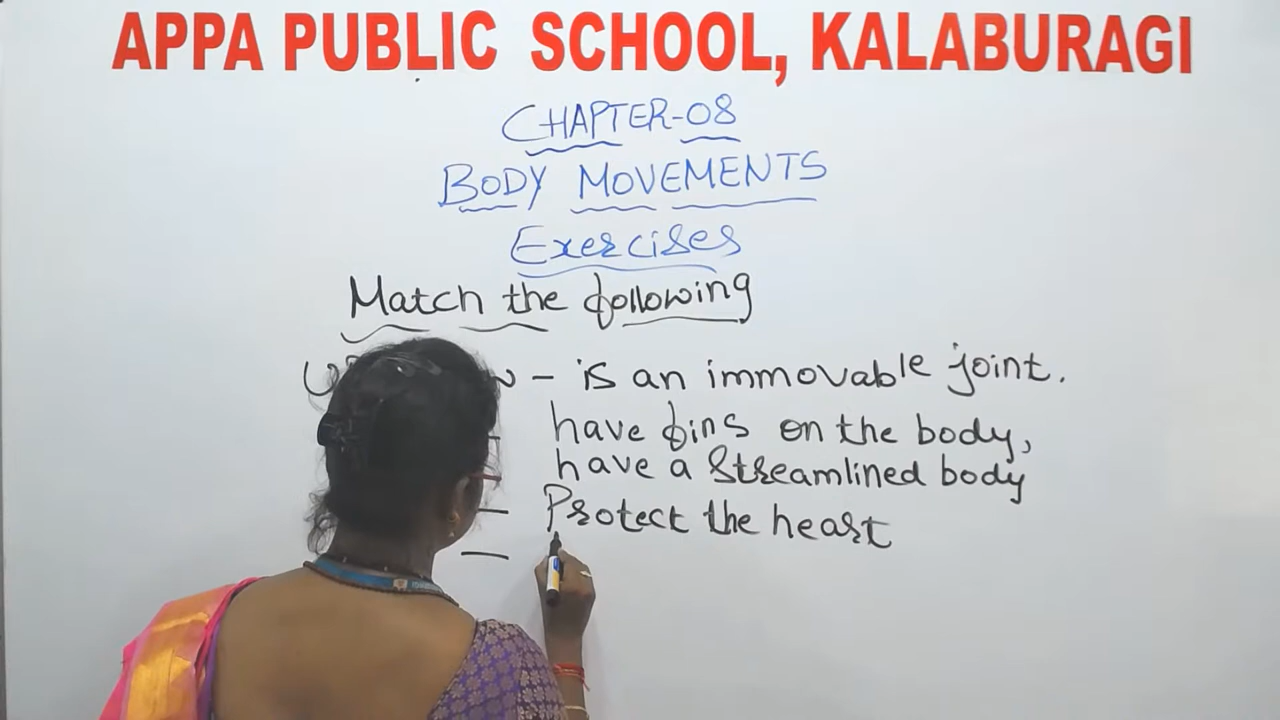 APPA PUBLIC SCHOOL, KALABURAGI
CHAPTER-08
BODY MOVEMENTS
Exercises
Match the following
– is an immovable joint.
– have fins on the body,
have a streamlined body
– Protect the heart
–